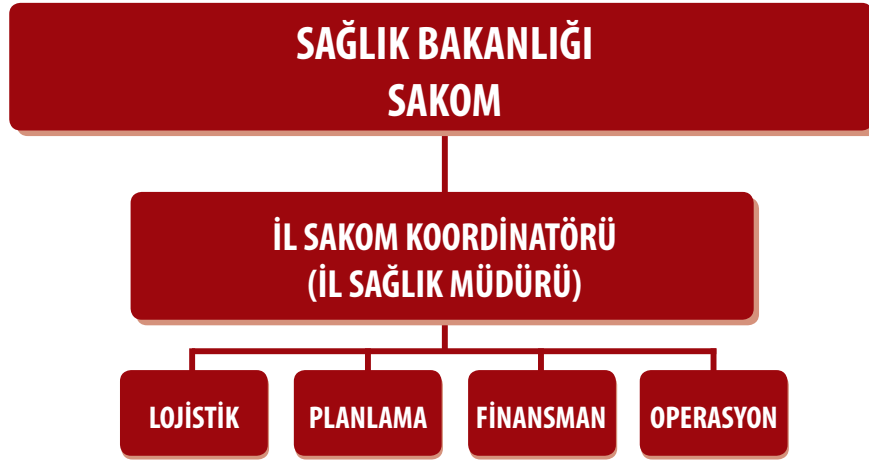 SAĞLIK BAKANLIĞI
SAKOM
İL SAKOM KOORDİNATÖRÜ
(İL SAĞLIK MÜDÜRÜ)
LOJİSTİK
PLANLAMA
FİNANSMAN
OPERASYON